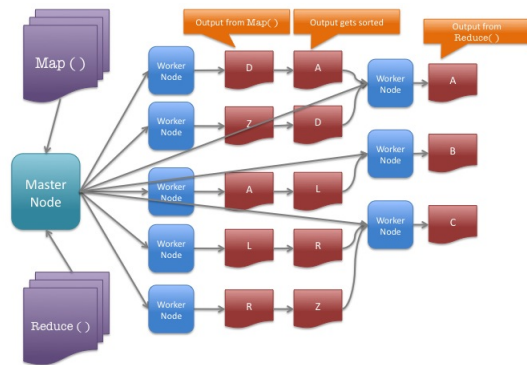 Output from Map()
Output gets sorted
Output from
Reduce()
Map ( )
Worker
Node
D
A
Worker
Node
A
Worker
Node
Z
D
Master
Node
Worker
Node
A
L
Worker
Node
B
Worker
Node
L
R
Worker
Node
C
Reduce ( )
Worker
Node
R
Z